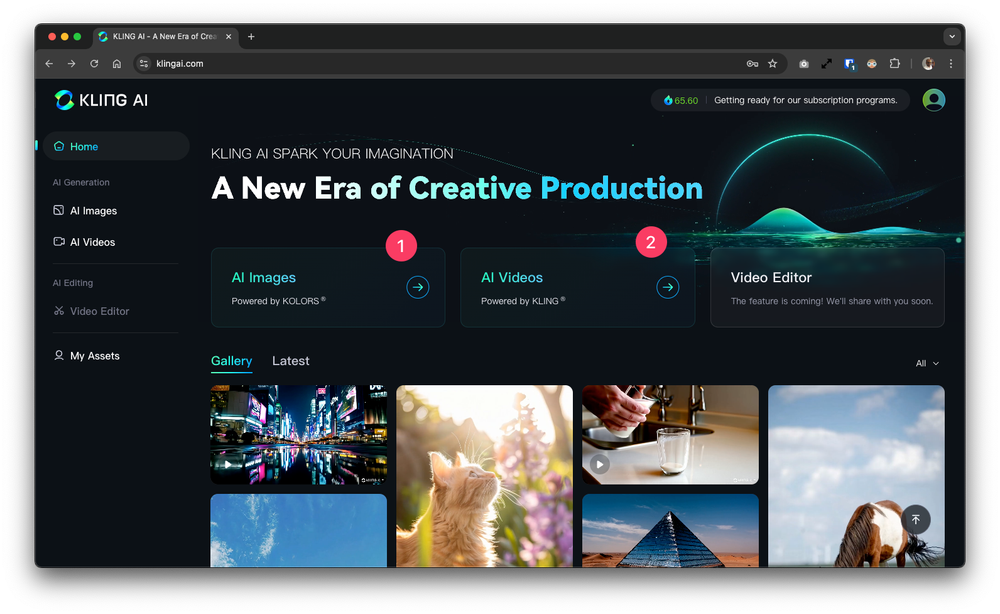 KLING AI - A New Era of Crea
klingai.com
1
KLING AI
65.60
Getting ready for our subscription programs.
Home
AI Generation
AI Images
AI Videos
AI Editing
Video Editor
My Assets
KLING AI SPARK YOUR IMAGINATION
A New Era of Creative Production
1
AI Images
Powered by KOLORS®
2
AI Videos
Powered by KLING®
Video Editor
The feature is coming! We'll share with you soon.
Gallery
Latest
All